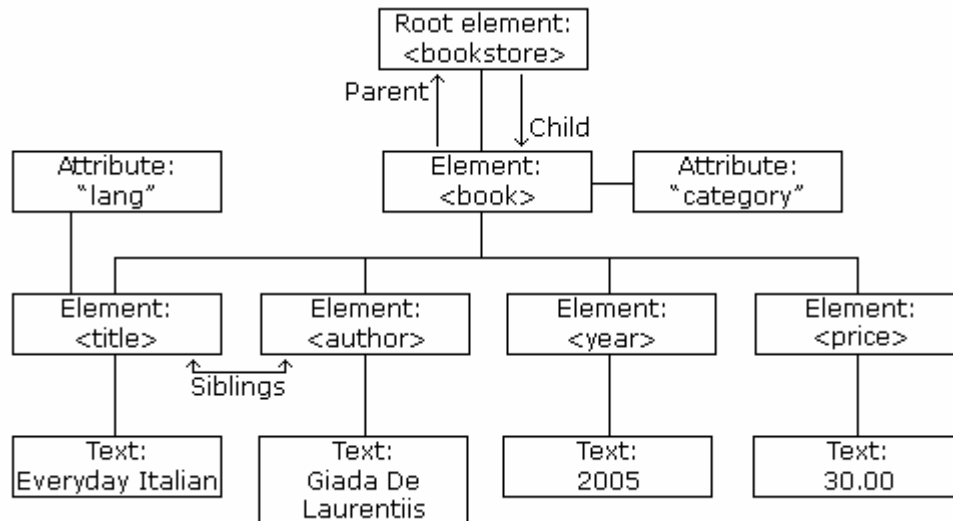 Root element:
<bookstore>
Parent
Child
Attribute:
“lang”
Element:
<book>
Attribute:
“category”
Element:
<title>
Element:
<author>
Element:
<year>
Element:
<price>
Siblings
Text:
Everyday Italian
Text:
Giada De
Laurentiis
Text:
2005
Text:
30.00